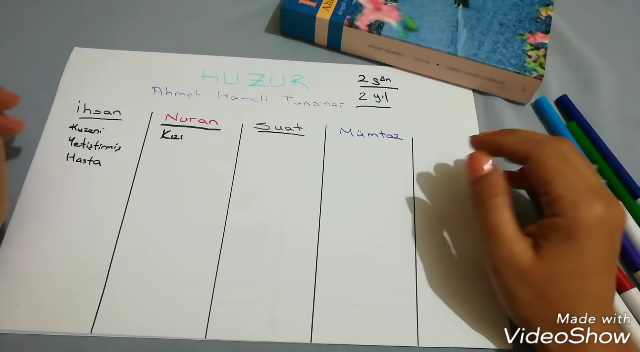 HUZUR
Ahmet Hamdi Tanpınar
2 gün
2 yıl
İhsan
Kuzeni
Yetiştirmiş
Hasta
Nuran
Kızı
Suat
Mümtaz
Made with
VideoShow